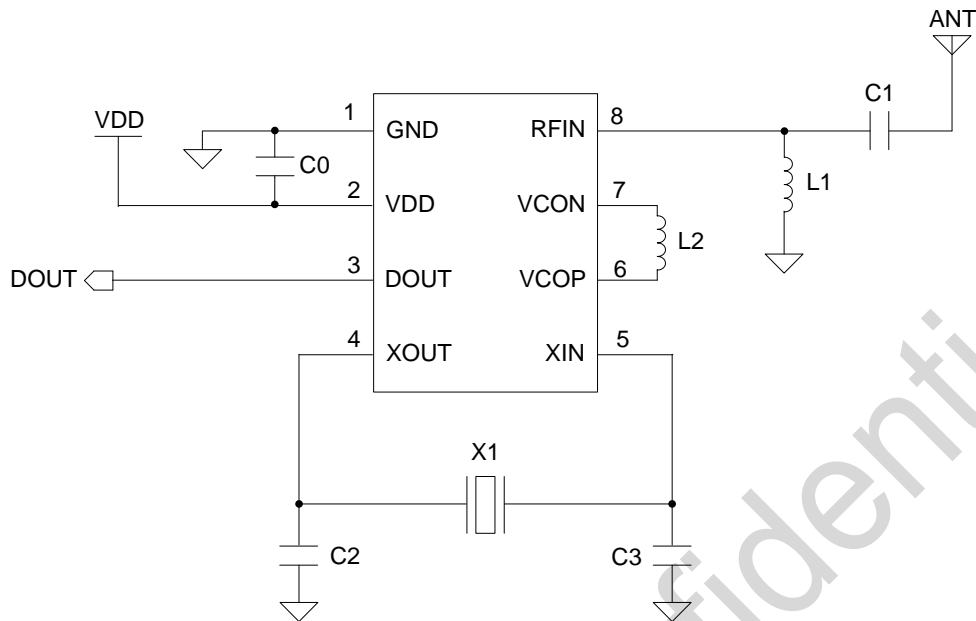 ANT
C1
VDD
1
GND
RFIN
8
C0
L1
2
VDD
VCON
7
L2
DOUT
3
DOUT
VCOP
6
4
XOUT
XIN
5
X1
C2
C3
fidenti